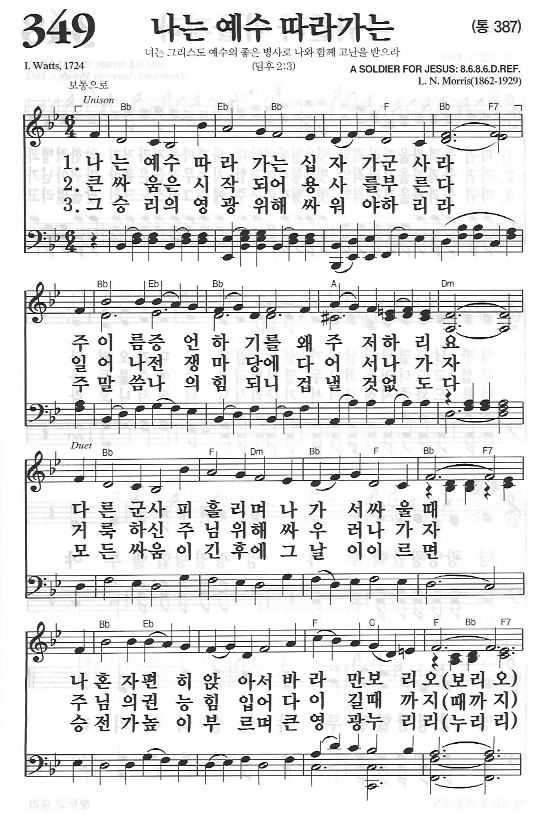 349 나는 예수 따라가는 (통 387)
너는 그리스도 예수의 좋은 병사로 나와 함께 고난을 받으라
I. Watts, 1724 (딤후 2:3) A SOLDIER FOR JESUS: 8.6.8.6.D.REF.
L. N. Morris(1862-1929)
보통으로
Unison
Bb Eb Bb F Bb F7
1. 나 는 예 수 따 라 가 는 십 자 가 군 사 라
2. 큰 싸 움 은 시 작 되 어 용 사 를 부 른 다
3. 그 승 리 의 영 광 위 해 싸 워 야 하 리 라
Bb Eb Bb A Dm
주 이 름 증 언 하 기 를 왜 주 저 하 리 요
일 어 나 전 쟁 마 당 에 다 어 서 나 가 자
주 말 씀 나 의 힘 되 니 겁 낼 것 없 도 다
Duet
Bb F Dm Bb F Bb F7
다 른 군 사 피 흘 리 며 나 가 서 싸 울 때
거 룩 하 신 주 님 위 해 싸 우 러 나 가 자
모 든 싸 움 이 긴 후 에 그 날 이 이 르 면
Bb Eb Bb F C F F7
나 혼 자 편 히 앉 아 서 바 라 만 보 리 오 (보 리 오)
주 님 의 권 능 힘 입 어 다 이 길 때 까 지 (때 까 지)
승 전 가 높 이 부 르 며 큰 영 광 누 리 리 (누 리 리)